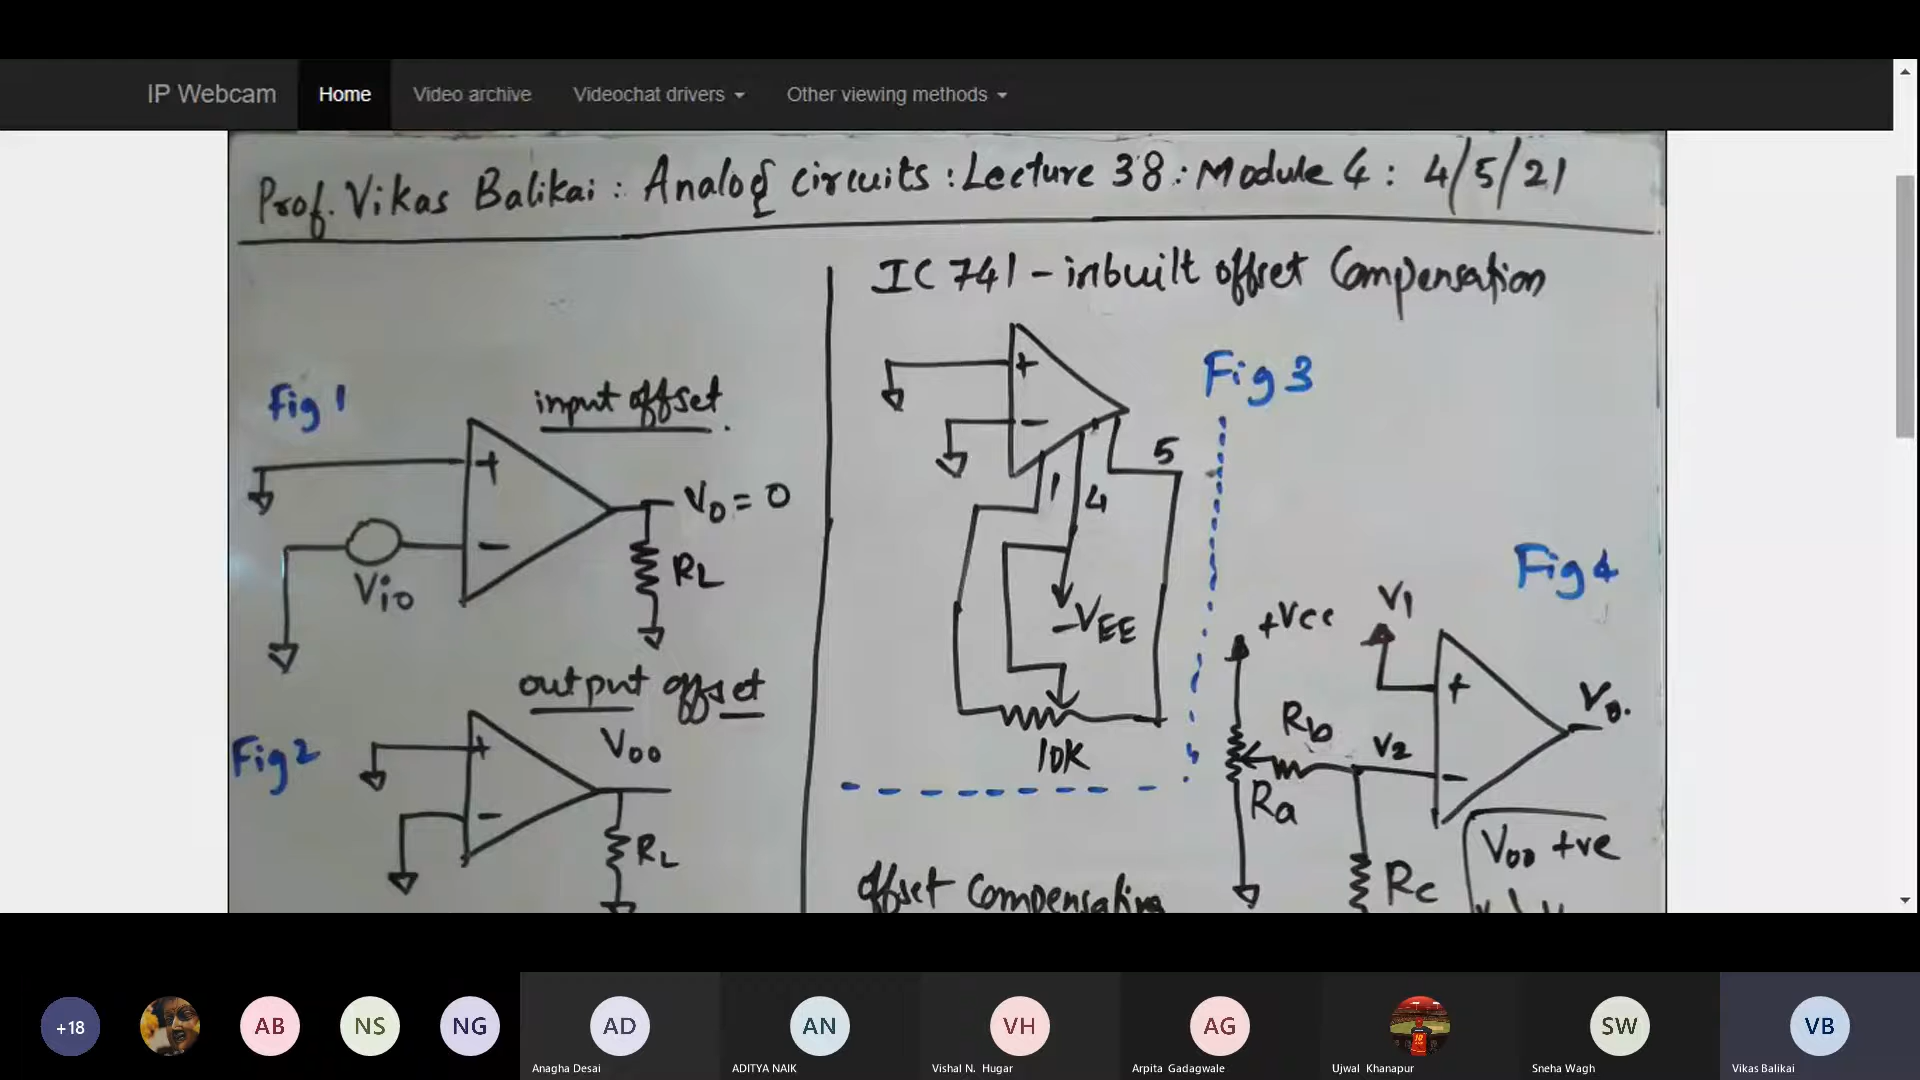 IP Webcam Home Video archive Videochat drivers Other viewing methods
Prof. Vikas Balikai : Analog circuits : Lecture 38 : Module 4 : 4/5/21
Fig 1
input offset
+
-
Vio
Vo = 0
RL
output offset
Fig 2
+
-
Voo
RL
IC 741 - inbuilt offset Compensation
Fig 3
+
-
1
4
5
-VEE
10K
Fig 4
+Vcc
V1
+
-
Rb
V2
Ra
Rc
Vo.
Voo +ve
offset Compensating
+18
AB
NS
NG
AD
Anagha Desai
AN
ADITYA NAIK
VH
Vishal N. Hugar
AG
Arpita Gadagwale
Ujwal Khanapur
SW
Sneha Wagh
VB
Vikas Balikai